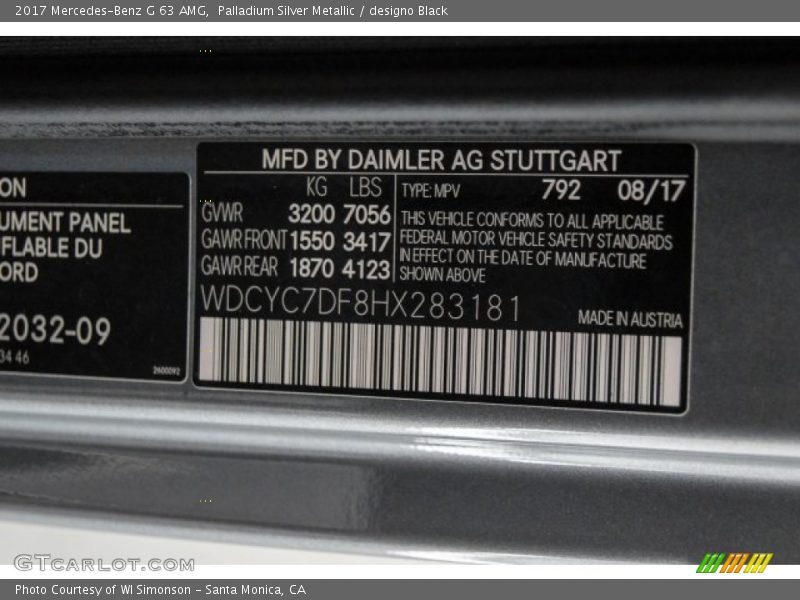 2017 Mercedes-Benz G 63 AMG, Palladium Silver Metallic / designo Black
ON
UMENT PANEL
FLABLE DU
ORD
2032-09
34 46
2600092
MFD BY DAIMLER AG STUTTGART
KG LBS
GVWR 3200 7056
GAWR FRONT 1550 3417
GAWR REAR 1870 4123
TYPE: MPV 792 08/17
THIS VEHICLE CONFORMS TO ALL APPLICABLE
FEDERAL MOTOR VEHICLE SAFETY STANDARDS
IN EFFECT ON THE DATE OF MANUFACTURE
SHOWN ABOVE
WDCYC7DF8HX283181
MADE IN AUSTRIA
GTCARLOT.COM
Photo Courtesy of WI Simonson - Santa Monica, CA